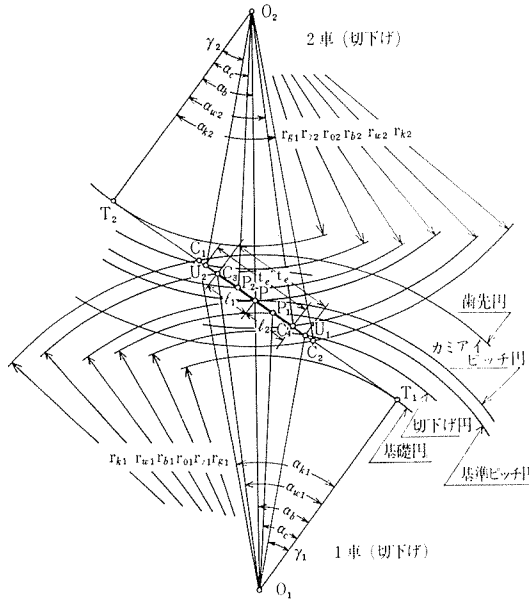 O₂
2車(切下げ)
γ₂
α_c
α_b
α_w2
α_k2
r_g1 r_γ2 r_02 r_b2 r_w2 r_k2
T₂
C₁
U₂
C₃
P₂
P
t_e
t_e
ℓ₁
ℓ₂
P₁
C₄
U₁
C₂
T₁
歯先円
カミアイ
ピッチ円
切下げ円
基礎円
基準ピッチ円
r_k1 r_w1 r_b1 r_01 r_γ1 r_g1
α_k1
α_w1
α_b
α_c
γ₁
1車(切下げ)
O₁